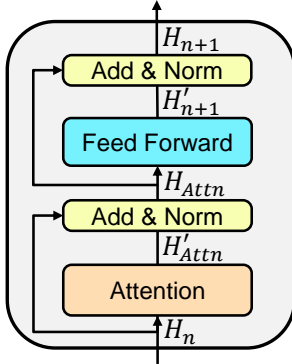 H_{n+1}
Add & Norm
H'_{n+1}
Feed Forward
H_{Attn}
Add & Norm
H'_{Attn}
Attention
H_n